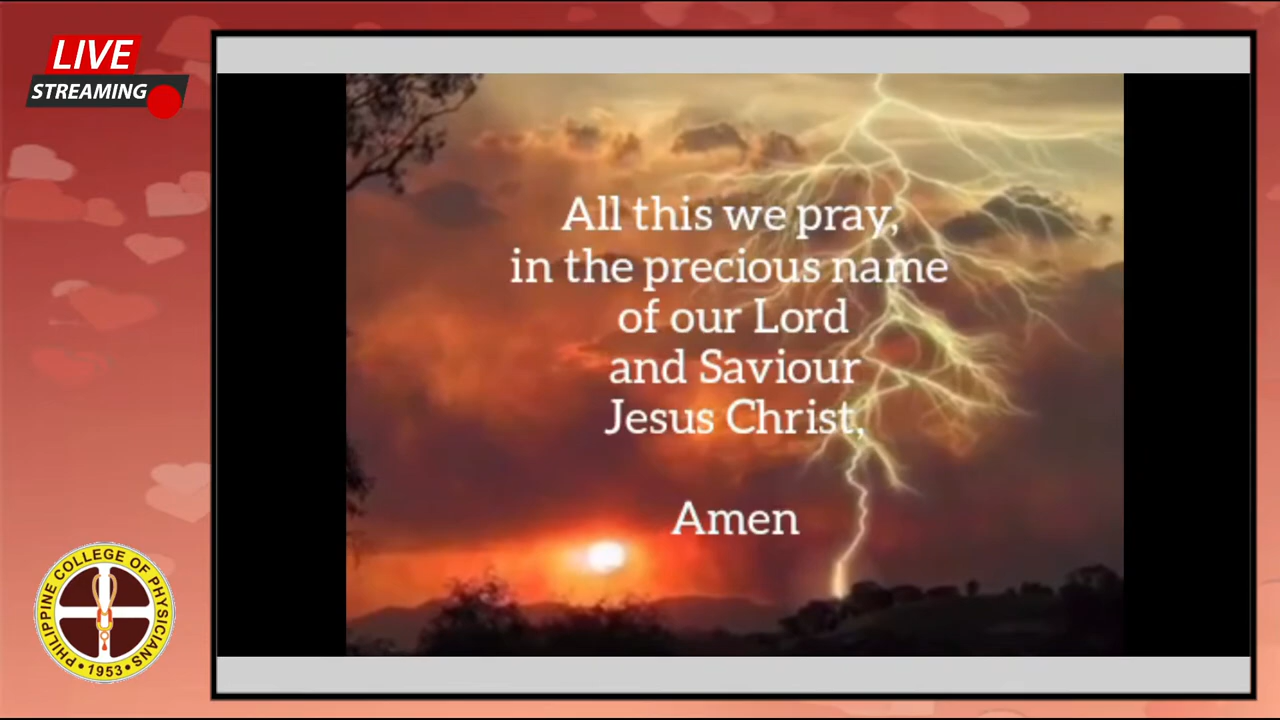 LIVE
STREAMING
All this we pray,
in the precious name
of our Lord
and Saviour
Jesus Christ,
Amen
PHILIPPINE COLLEGE OF PHYSICIANS
• 1953 •